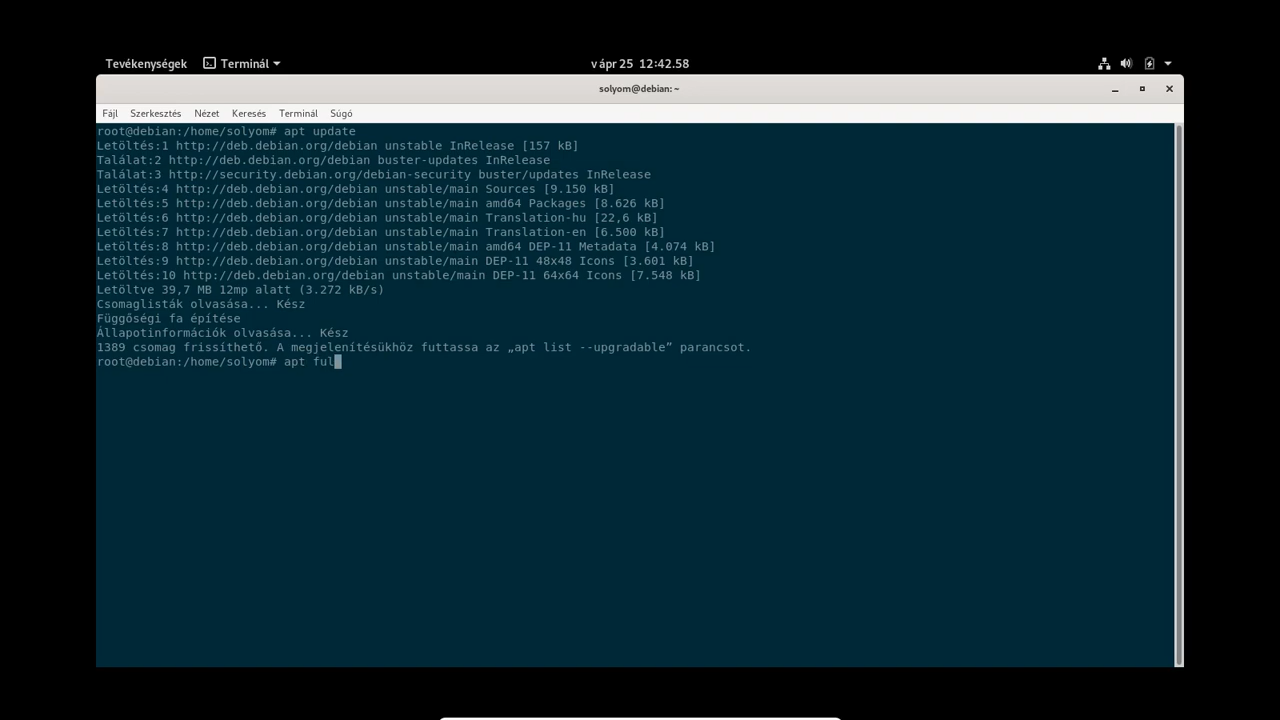 Tevékenységek Terminál v ápr 25 12:42.58
solyom@debian: ~
Fájl Szerkesztés Nézet Keresés Terminál Súgó
root@debian:/home/solyom# apt update
Letöltés:1 http://deb.debian.org/debian unstable InRelease [157 kB]
Találat:2 http://deb.debian.org/debian buster-updates InRelease
Találat:3 http://security.debian.org/debian-security buster/updates InRelease
Letöltés:4 http://deb.debian.org/debian unstable/main Sources [9.150 kB]
Letöltés:5 http://deb.debian.org/debian unstable/main amd64 Packages [8.626 kB]
Letöltés:6 http://deb.debian.org/debian unstable/main Translation-hu [22,6 kB]
Letöltés:7 http://deb.debian.org/debian unstable/main Translation-en [6.500 kB]
Letöltés:8 http://deb.debian.org/debian unstable/main amd64 DEP-11 Metadata [4.074 kB]
Letöltés:9 http://deb.debian.org/debian unstable/main DEP-11 48x48 Icons [3.601 kB]
Letöltés:10 http://deb.debian.org/debian unstable/main DEP-11 64x64 Icons [7.548 kB]
Letöltve 39,7 MB 12mp alatt (3.272 kB/s)
Csomaglisták olvasása... Kész
Függőségi fa építése
Állapotinformációk olvasása... Kész
1389 csomag frissíthető. A megjelenítésükhöz futtassa az „apt list --upgradable” parancsot.
root@debian:/home/solyom# apt ful